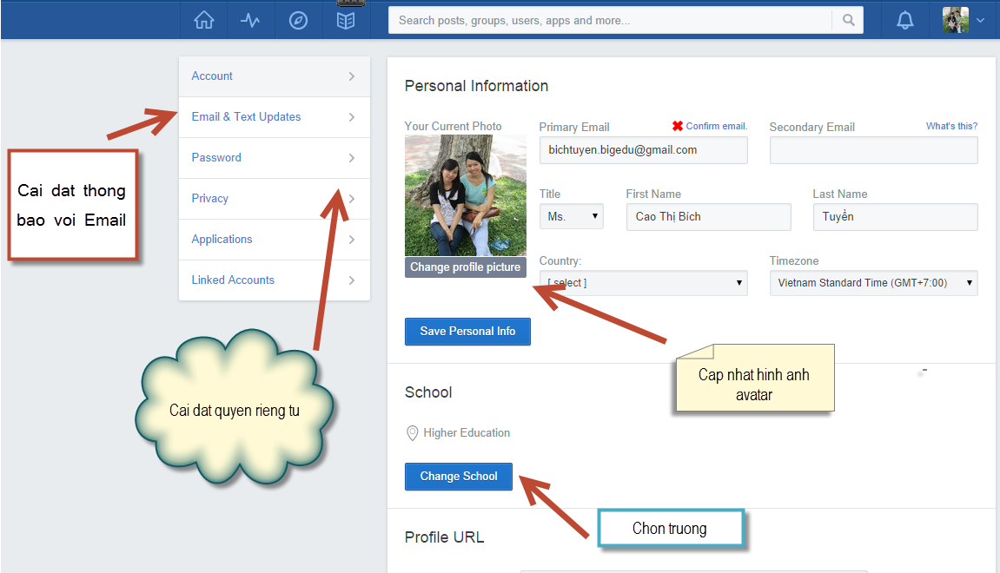 Search posts, groups, users, apps and more...
Account
Email & Text Updates
Password
Privacy
Applications
Linked Accounts
Cai dat thong
bao voi Email
Cai dat quyen rieng tu
Personal Information
Your Current Photo
Change profile picture
Primary Email
Confirm email.
bichtuyen.bigedu@gmail.com
Secondary Email
What's this?
Title
Ms.
First Name
Cao Thị Bích
Last Name
Tuyền
Country:
[ select ]
Timezone
Vietnam Standard Time (GMT+7:00)
Save Personal Info
Cap nhat hinh anh
avatar
School
Higher Education
Change School
Chon truong
Profile URL